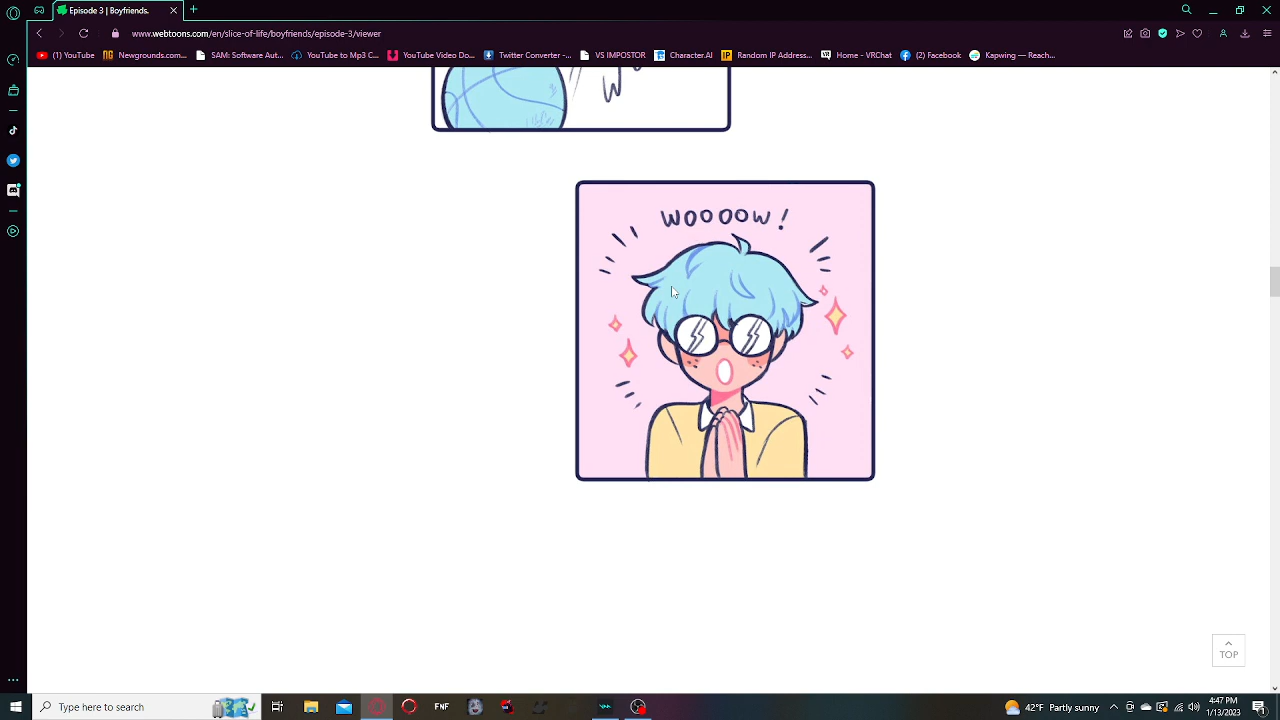 Episode 3 | Boyfriends.
www.webtoons.com/en/slice-of-life/boyfriends/episode-3/viewer
(1) YouTube
Newgrounds.com...
SAM: Software Aut...
YouTube to Mp3 C...
YouTube Video Don...
Twitter Converter -...
VS IMPOSTOR
Character.AI
Random IP Address...
Home - VRChat
(2) Facebook
Kapwing — Reach...
WOOOOW!
TOP
Type here to search
FNF
42°F Partly sunny
4:47 PM
1/13/2023